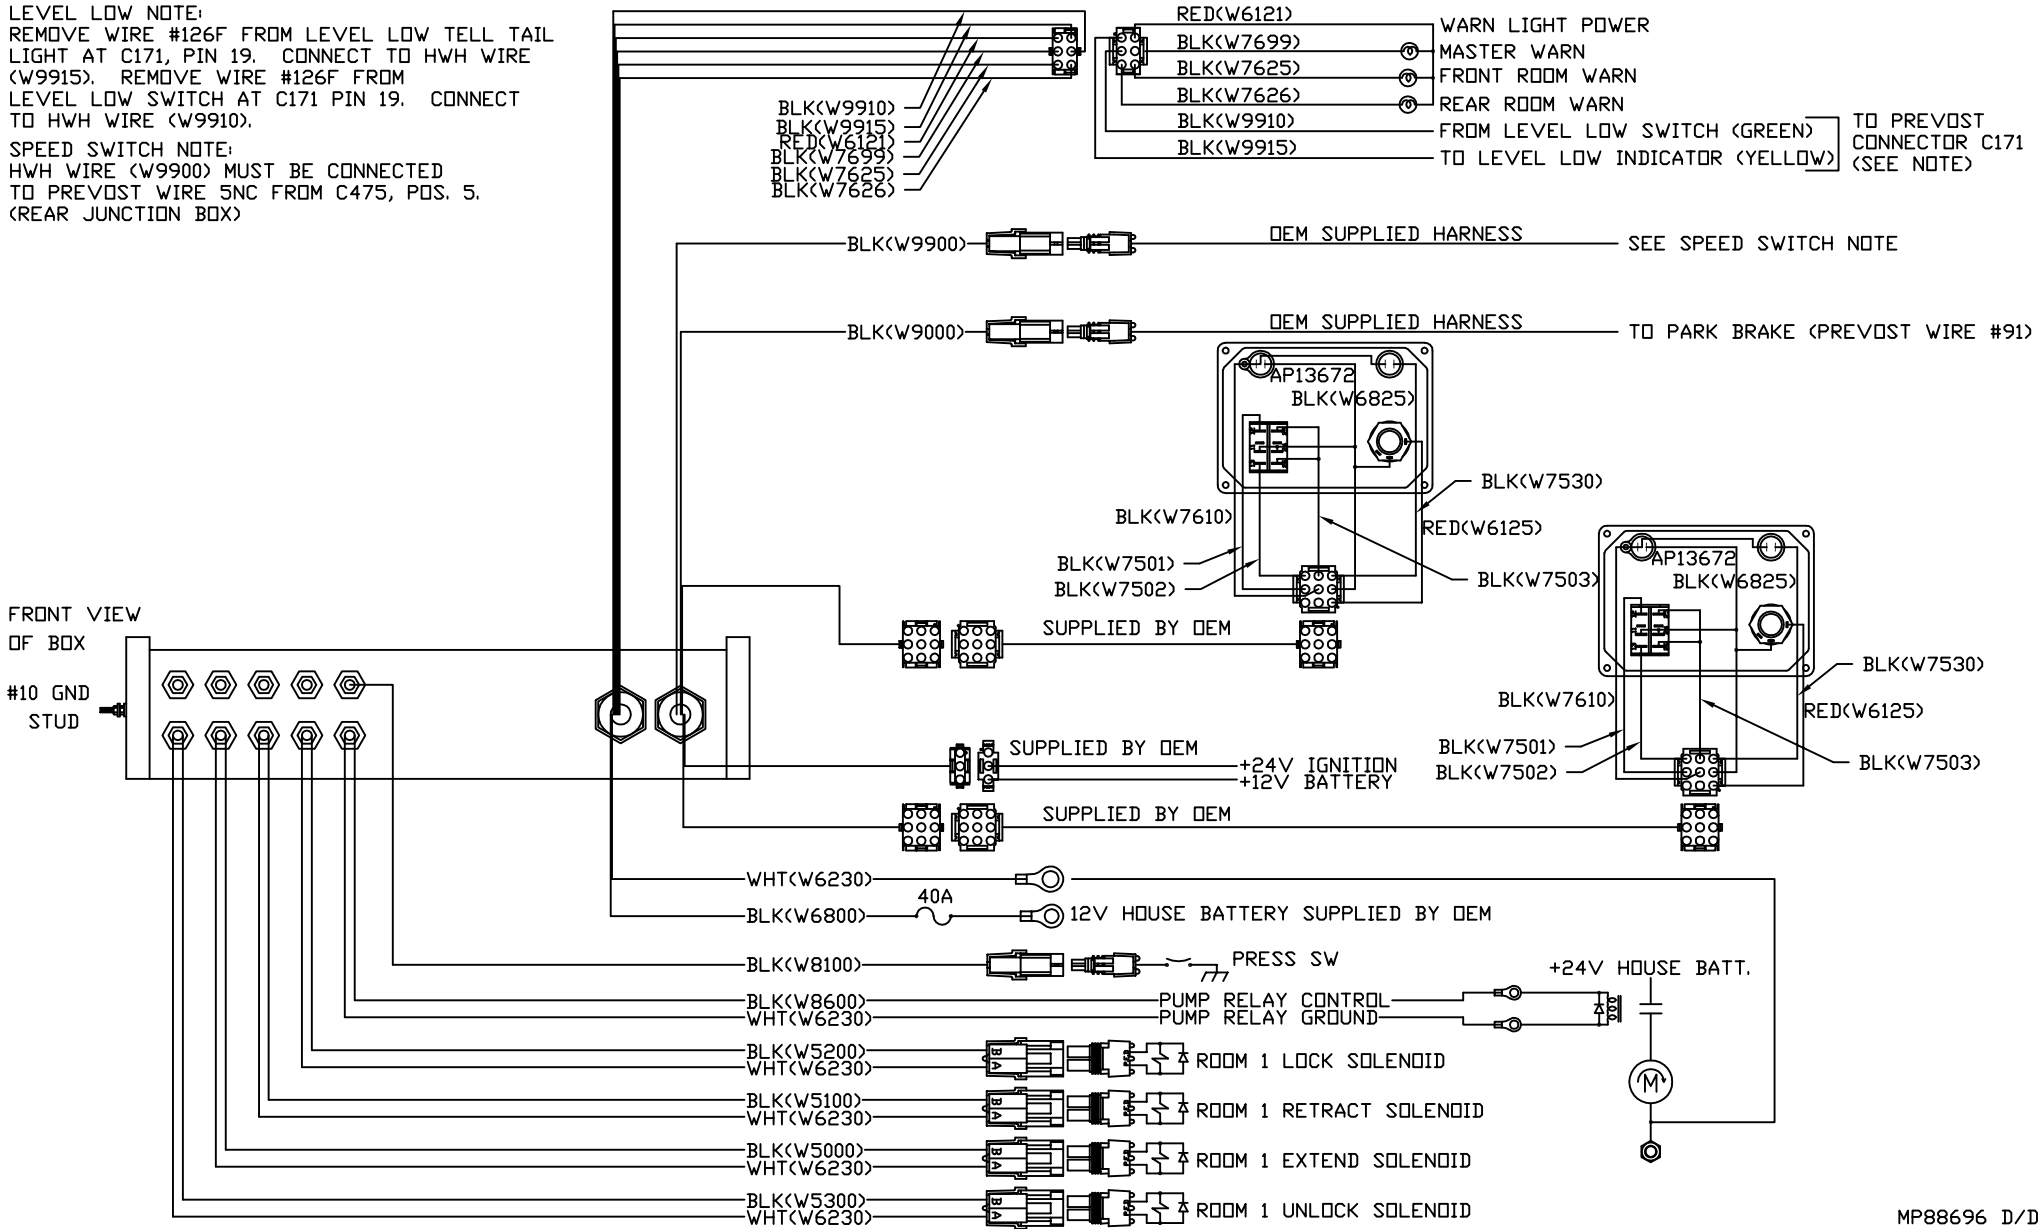 LEVEL LOW NOTE:
REMOVE WIRE #126F FROM LEVEL LOW TELL TAIL
LIGHT AT C171, PIN 19. CONNECT TO HWH WIRE
(W9915). REMOVE WIRE #126F FROM
LEVEL LOW SWITCH AT C171 PIN 19. CONNECT
TO HWH WIRE (W9910).
SPEED SWITCH NOTE:
HWH WIRE (W9900) MUST BE CONNECTED
TO PREVOST WIRE 5NC FROM C475, POS. 5.
(REAR JUNCTION BOX)
BLK(W9910)
BLK(W9915)
RED(W6121)
BLK(W7699)
BLK(W7625)
BLK(W7626)
RED(W6121)
WARN LIGHT POWER
BLK(W7699)
MASTER WARN
BLK(W7625)
FRONT ROOM WARN
BLK(W7626)
REAR ROOM WARN
BLK(W9910)
FROM LEVEL LOW SWITCH (GREEN)
BLK(W9915)
TO LEVEL LOW INDICATOR (YELLOW)
TO PREVOST
CONNECTOR C171
(SEE NOTE)
BLK(W9900)
OEM SUPPLIED HARNESS
SEE SPEED SWITCH NOTE
BLK(W9000)
OEM SUPPLIED HARNESS
TO PARK BRAKE (PREVOST WIRE #91)
AP13672
BLK(W6825)
BLK(W7530)
BLK(W7610)
RED(W6125)
BLK(W7501)
BLK(W7502)
BLK(W7503)
SUPPLIED BY OEM
AP13672
BLK(W6825)
BLK(W7530)
BLK(W7610)
RED(W6125)
BLK(W7501)
BLK(W7502)
BLK(W7503)
FRONT VIEW
OF BOX
#10 GND
STUD
SUPPLIED BY OEM
+24V IGNITION
+12V BATTERY
SUPPLIED BY OEM
WHT(W6230)
40A
BLK(W6800)
12V HOUSE BATTERY SUPPLIED BY OEM
BLK(W8100)
PRESS SW
+24V HOUSE BATT.
BLK(W8600)
PUMP RELAY CONTROL
WHT(W6230)
PUMP RELAY GROUND
M
BLK(W5200)
WHT(W6230)
B
A
ROOM 1 LOCK SOLENOID
BLK(W5100)
WHT(W6230)
B
A
ROOM 1 RETRACT SOLENOID
BLK(W5000)
WHT(W6230)
B
A
ROOM 1 EXTEND SOLENOID
BLK(W5300)
WHT(W6230)
B
A
ROOM 1 UNLOCK SOLENOID
MP88696 D/D